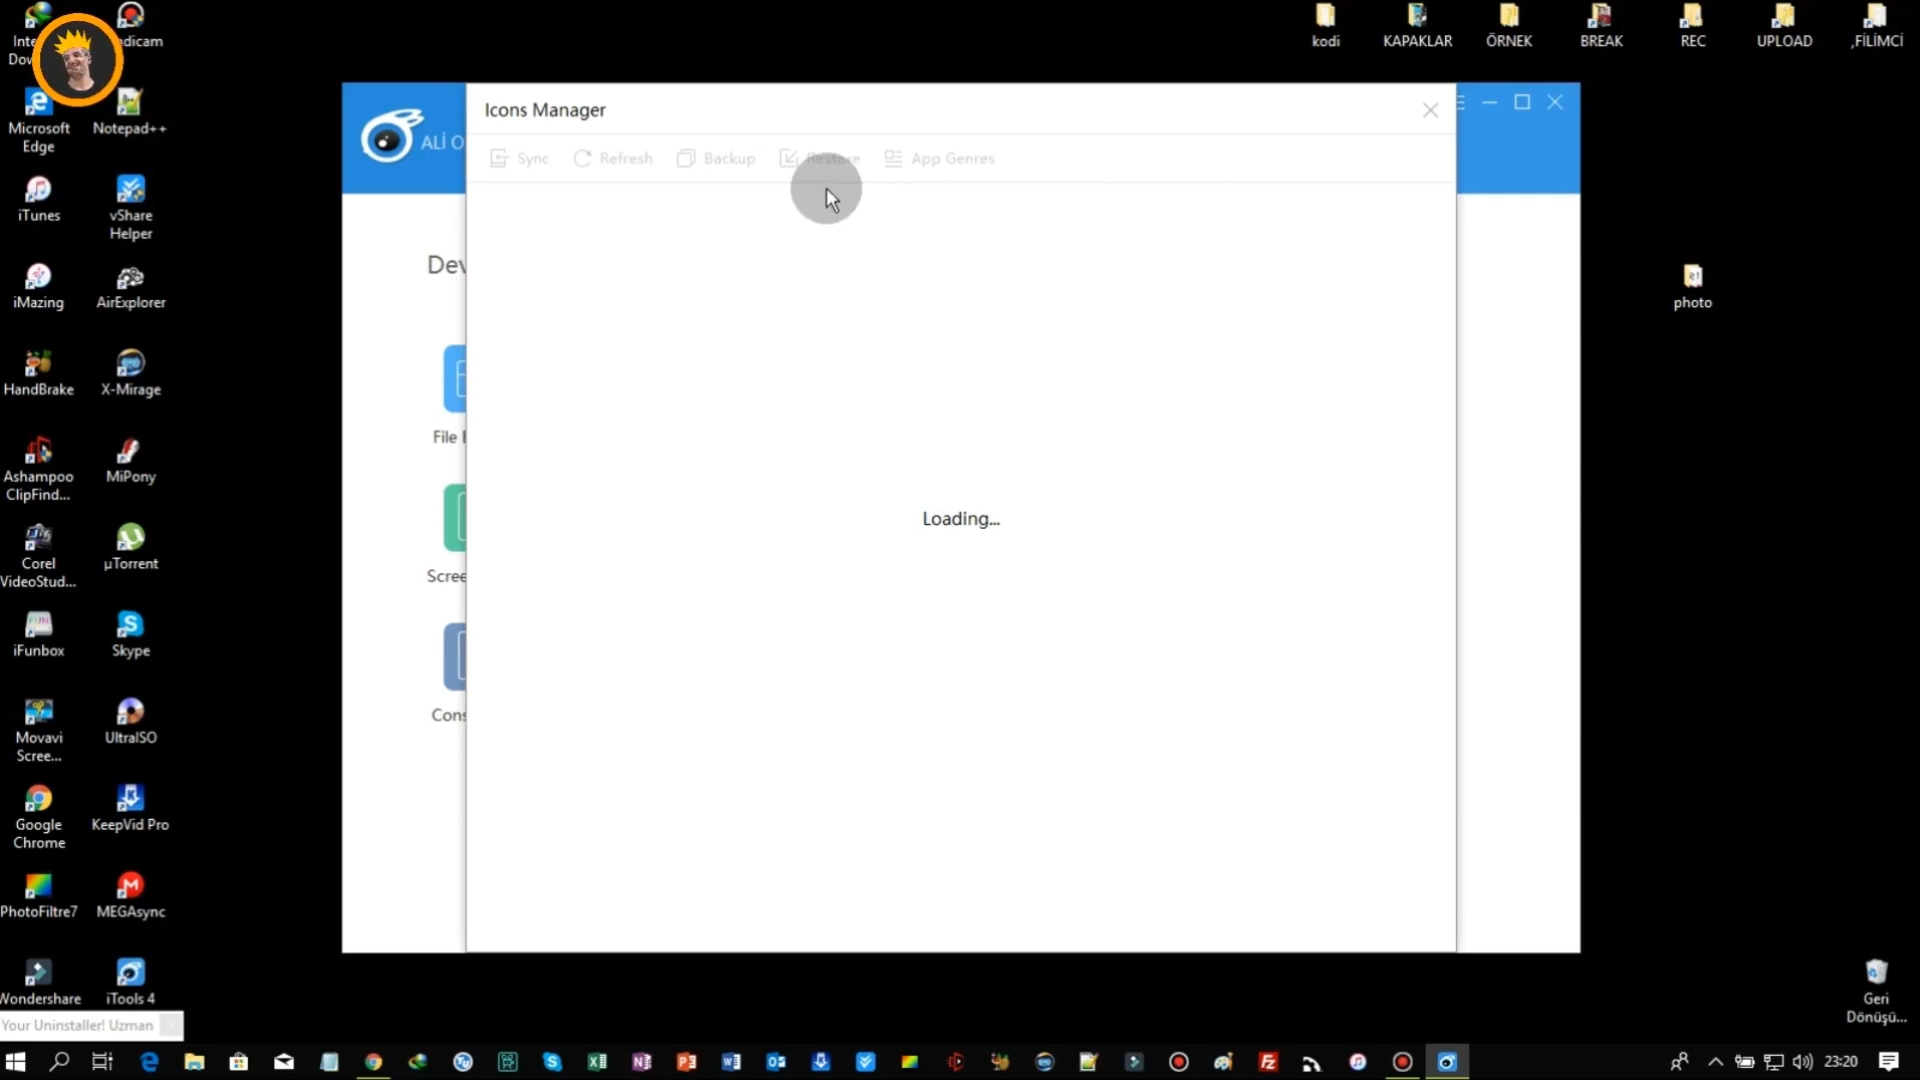 kodi
KAPAKLAR
ÖRNEK
BREAK
REC
UPLOAD
,FİLİMCİ
Microsoft
Edge
Notepad++
iTunes
vShare
Helper
iMazing
AirExplorer
HandBrake
X-Mirage
Ashampoo
ClipFind...
MiPony
Corel
VideoStud...
µTorrent
iFunbox
Skype
Movavi
Scree...
UltraISO
Google
Chrome
KeepVid Pro
PhotoFiltre7
MEGAsync
Wondershare
iTools 4
Your Uninstaller! Uzman
ALİ O
Icons Manager
Sync
Refresh
Backup
Restore
App Genres
Dev
File
Scree
Cons
Loading...
photo
Geri
Dönüşü...
23:20